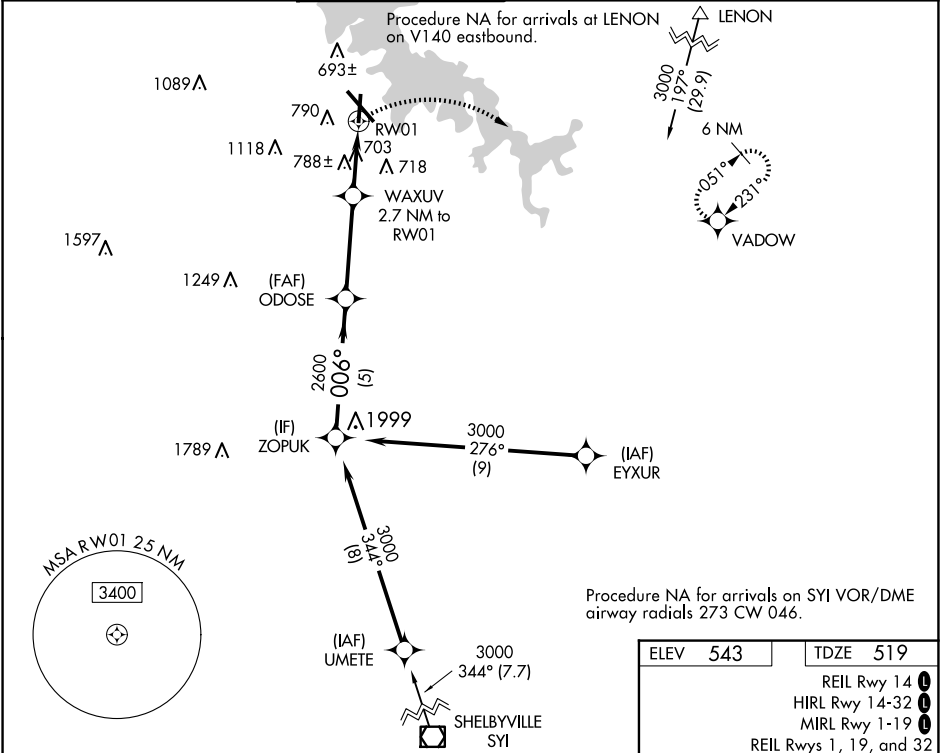 Procedure NA for arrivals at LENON
on V140 eastbound.
LENON
3000
197°
(29.9)
693±
1089
790
RW01
6 NM
051°
231°
VADOW
1118
788±
703
718
WAXUV
2.7 NM to
RW01
1597
1249
(FAF)
ODOSE
2600
006°
(5)
1999
(IF)
ZOPUK
1789
3000
276°
(9)
(IAF)
EYXUR
3000
344°
(8)
MSA RW01 25 NM
3400
Procedure NA for arrivals on SYI VOR/DME
airway radials 273 CW 046.
(IAF)
UMETE
3000
344° (7.7)
SHELBYVILLE
SYI
ELEV 543
TDZE 519
REIL Rwy 14 L
HIRL Rwy 14-32 L
MIRL Rwy 1-19 L
REIL Rwys 1, 19, and 32